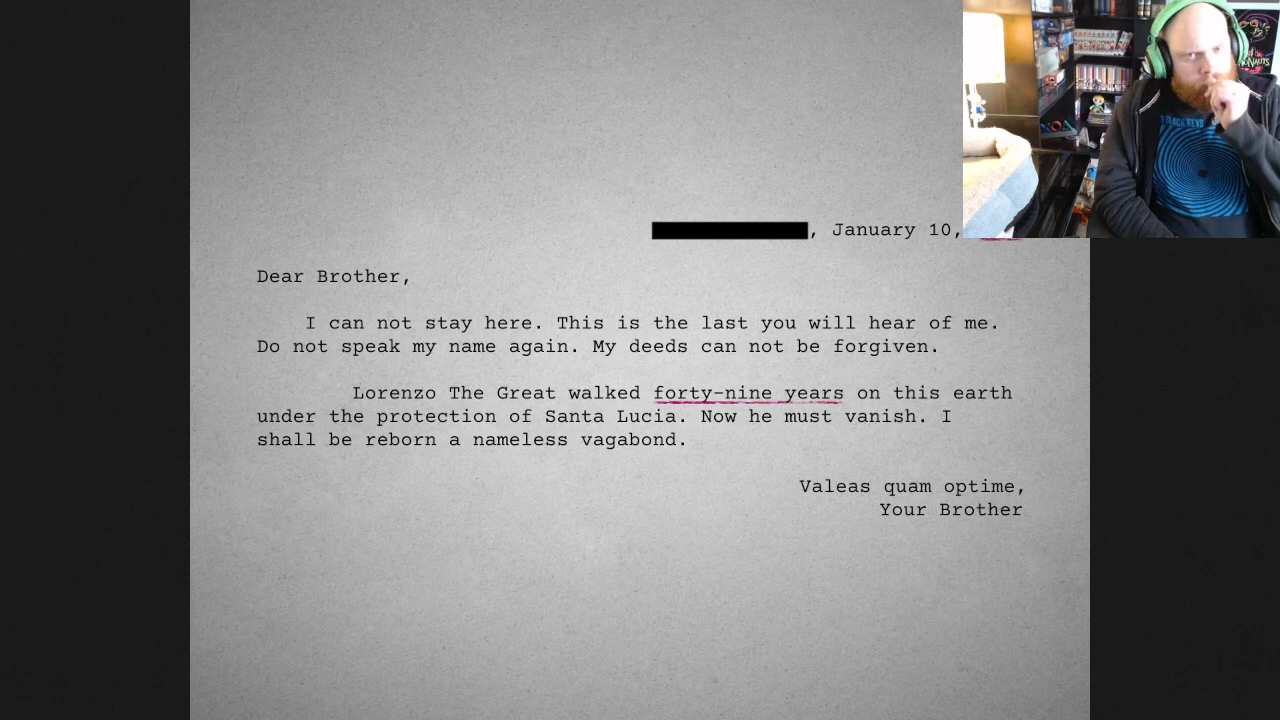 , January 10,
Dear Brother,
I can not stay here. This is the last you will hear of me.
Do not speak my name again. My deeds can not be forgiven.
Lorenzo The Great walked forty-nine years on this earth
under the protection of Santa Lucia. Now he must vanish. I
shall be reborn a nameless vagabond.
Valeas quam optime,
Your Brother
BLACK KEYS